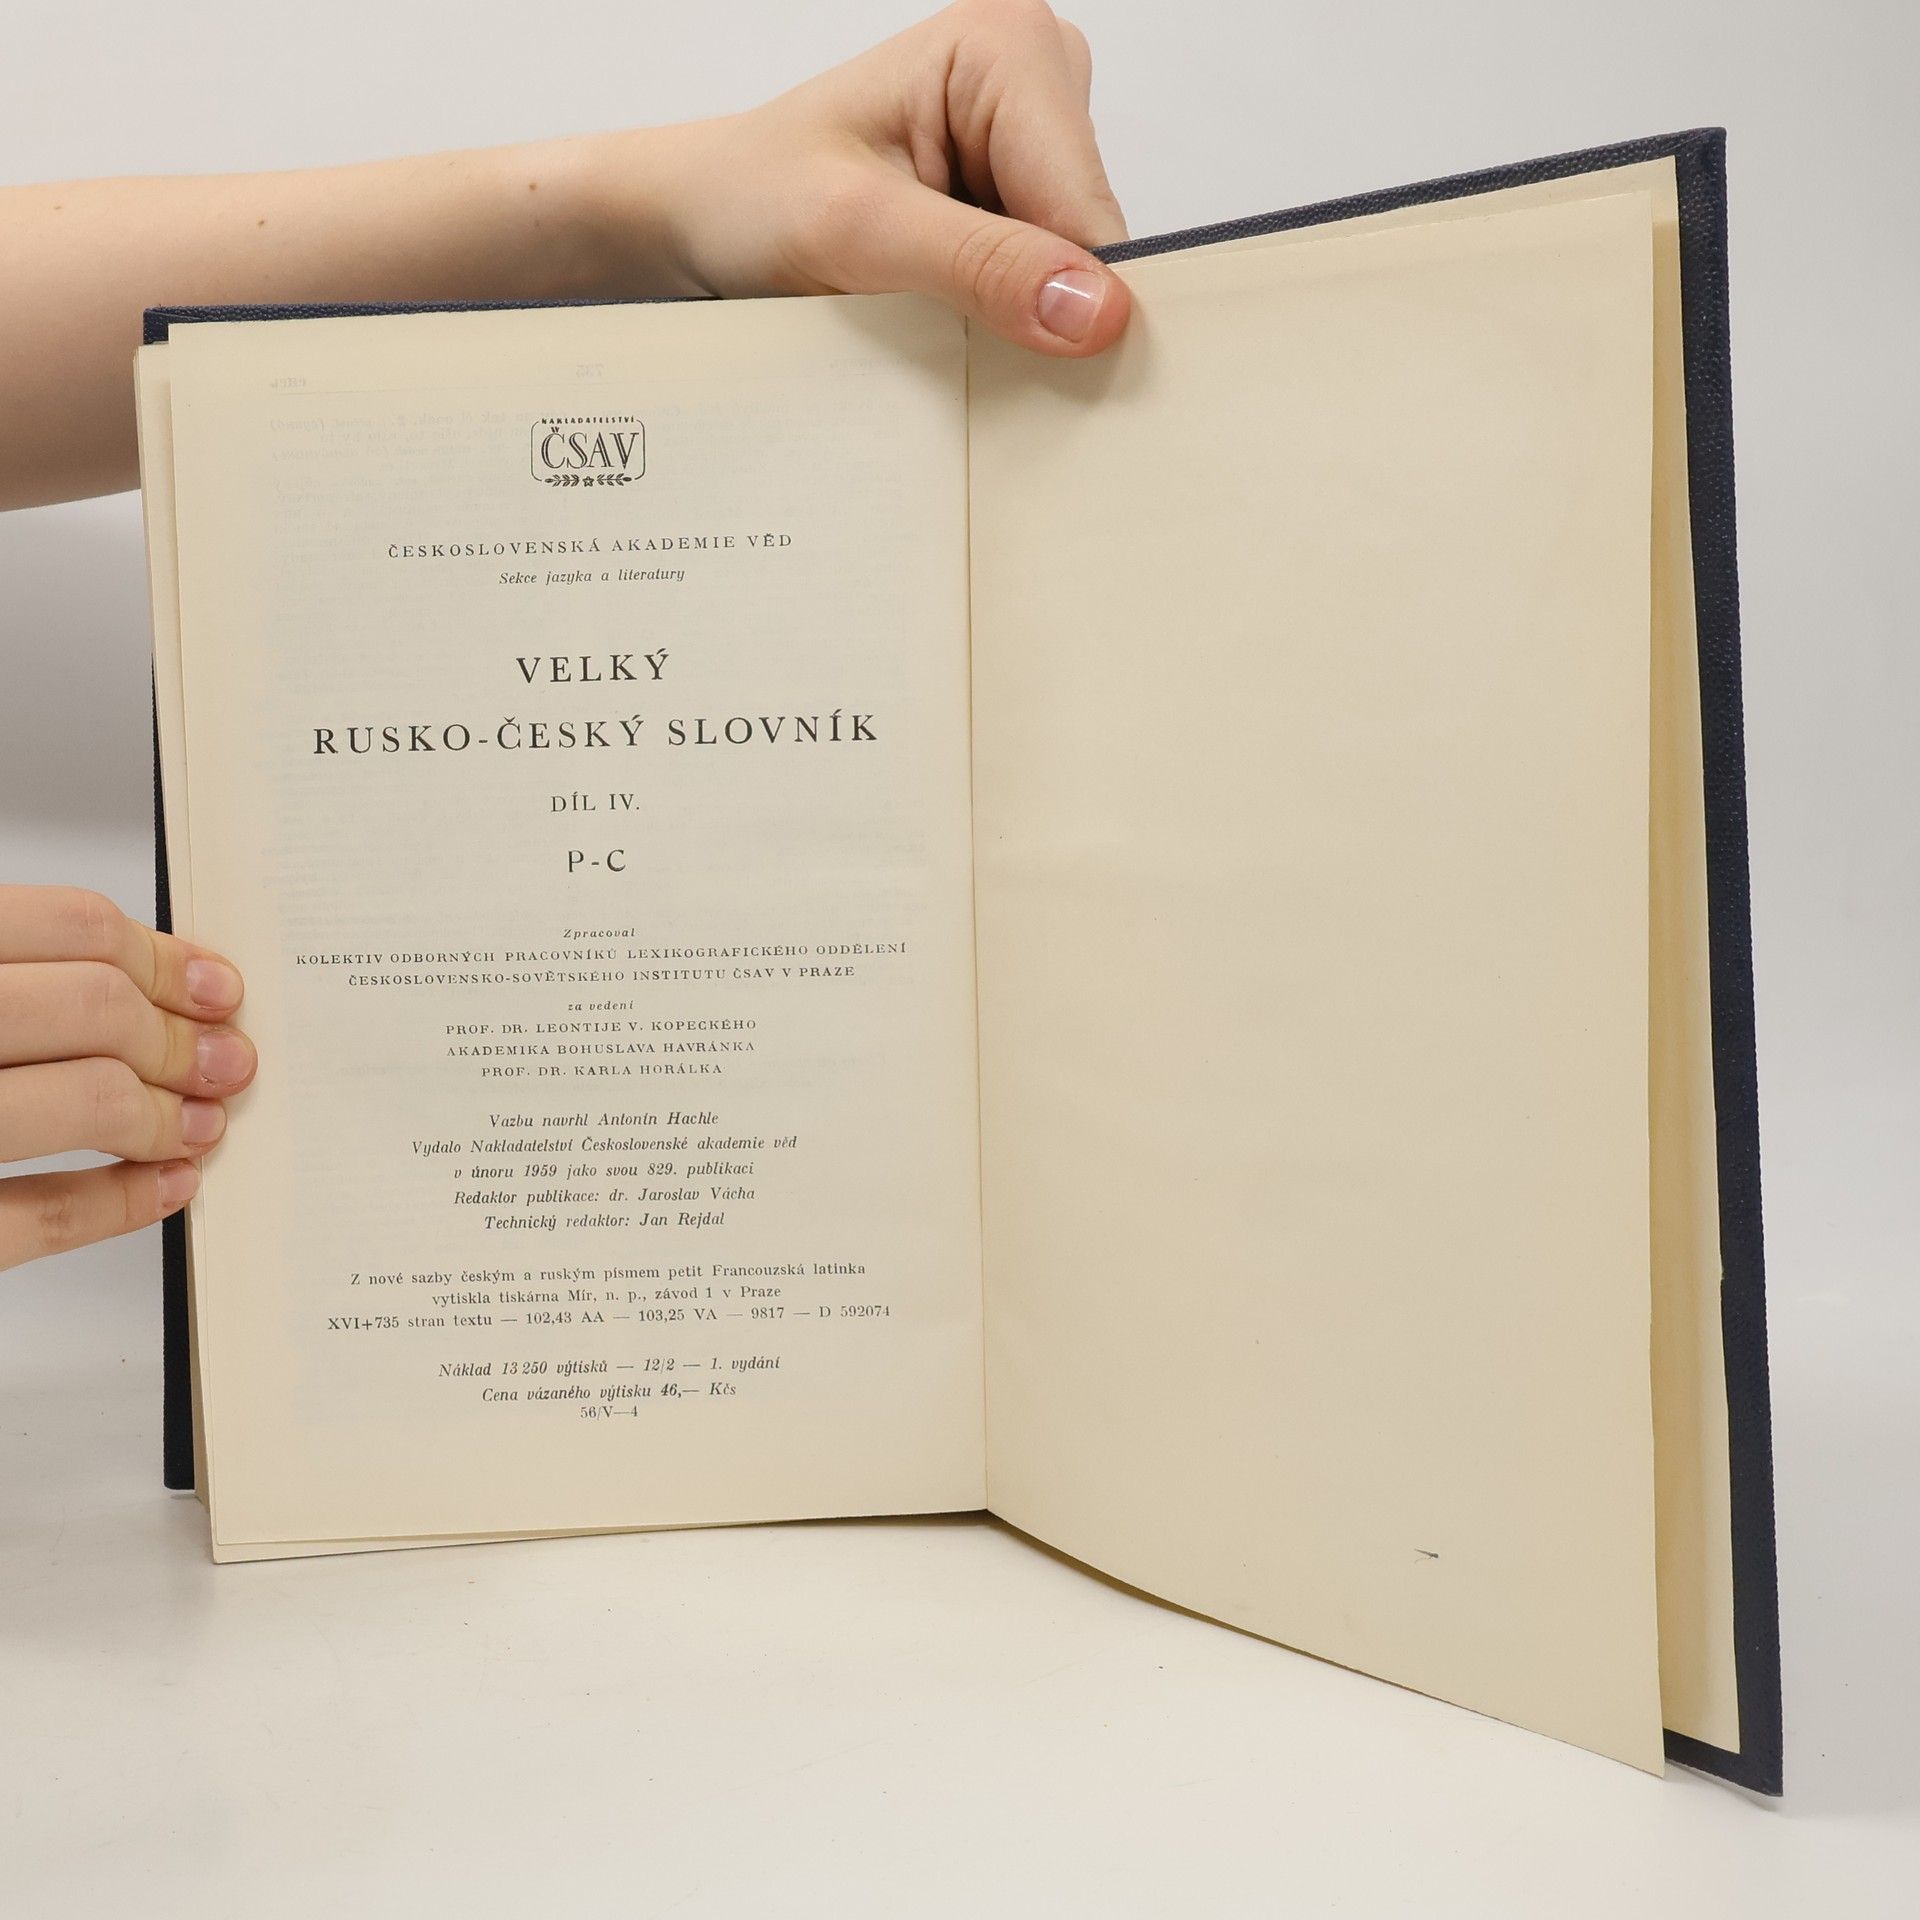 NAKLADATELSTVÍ
ČSAV
ČESKOSLOVENSKÁ AKADEMIE VĚD
Sekce jazyka a literatury
VELKÝ
RUSKO-ČESKÝ SLOVNÍK
DÍL IV.
Р-С
Zpracoval
KOLEKTIV ODBORNÝCH PRACOVNÍKŮ LEXIKOGRAFICKÉHO ODDĚLENÍ
ČESKOSLOVENSKO-SOVĚTSKÉHO INSTITUTU ČSAV V PRAZE
za vedení
PROF. DR. LEONTIJE V. KOPECKÉHO
AKADEMIKA BOHUSLAVA HAVRÁNKA
PROF. DR. KARLA HORÁLKA
Vazbu navrhl Antonín Hachle
Vydalo Nakladatelství Československé akademie věd
v únoru 1959 jako svou 829. publikaci
Redaktor publikace: dr. Jaroslav Vácha
Technický redaktor: Jan Rejdal
Z nové sazby českým a ruským písmem petit Francouzská latinka
vytiskla tiskárna Mír, n. p., závod 1 v Praze
XVI+735 stran textu — 102,43 AA — 103,25 VA — 9817 — D 592074
Náklad 13 250 výtisků — 12/2 — 1. vydání
Cena vázaného výtisku 46,— Kčs
56/V—4